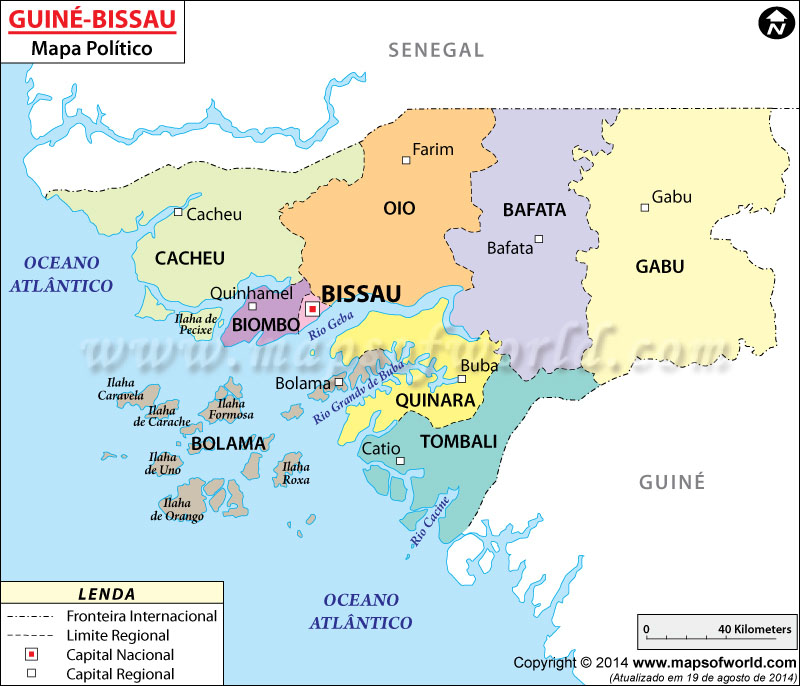 GUINÉ-BISSAU
Mapa Político
N
SENEGAL
Farim
Gabu
Cacheu
OIO
BAFATA
Bafata
CACHEU
GABU
OCEANO
ATLÂNTICO
Quinhamel
BISSAU
Ilaha de
Pecixe
BIOMBO
Rio Geba
www.mapsofworld.com
Bolama
Rio Grandv de Buba
Buba
Ilaha
Caravela
Ilaha
de Carache
Ilaha
Formosa
QUINARA
BOLAMA
TOMBALI
Catio
Ilaha
de Uno
Ilaha
Roxa
Ilaha
de Orango
Rio Cacine
GUINÉ
OCEANO
ATLÂNTICO
LENDA
Fronteira Internacional
Limite Regional
Capital Nacional
Capital Regional
0 40 Kilometers
Copyright © 2014 www.mapsofworld.com
(Atualizado em 19 de agosto de 2014)